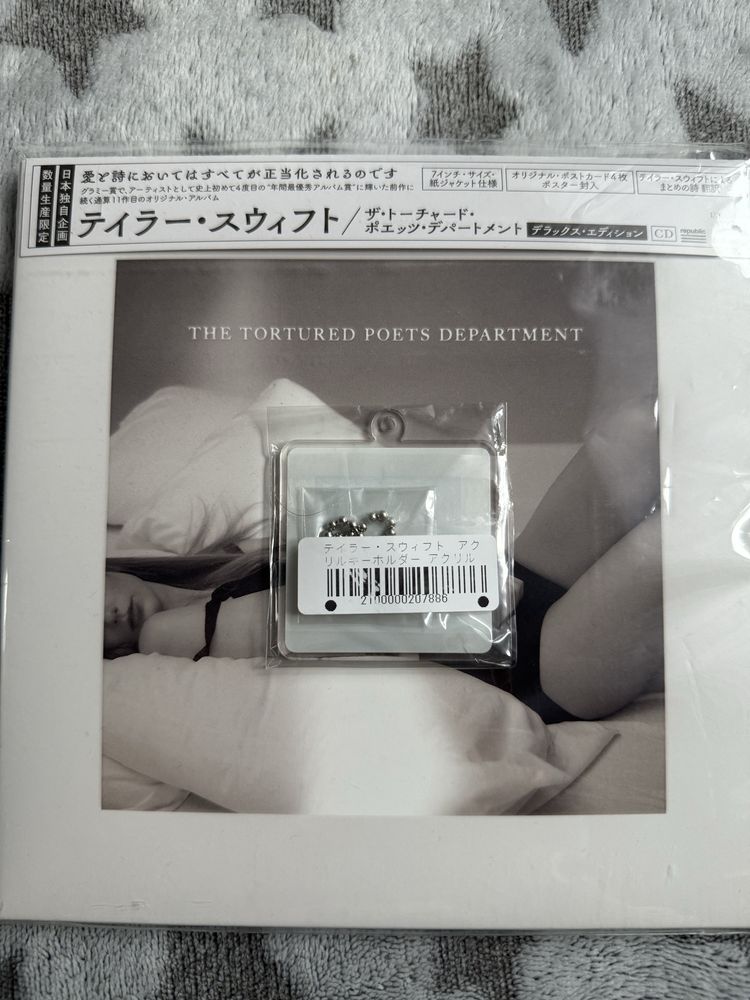 数量生産限定
日本独自企画
愛と詩においてはすべてが正当化されるのです
グラミー賞で、アーティストとして史上初めて4度目の"年間最優秀アルバム賞"に輝いた前作に
続く通算11作目のオリジナル・アルバム
7インチ・サイズ・
紙ジャケット仕様
オリジナル・ポストカード4枚
ポスター封入
テイラー・スウィフトによる
まとめの詩 翻訳
テイラー・スウィフト/
ザ・トーチャード・
ポエッツ・デパートメント
デラックス・エディション
CD
republic
THE TORTURED POETS DEPARTMENT
テイラー・スウィフト アク
リルキーホルダー アクリル
2100000207886